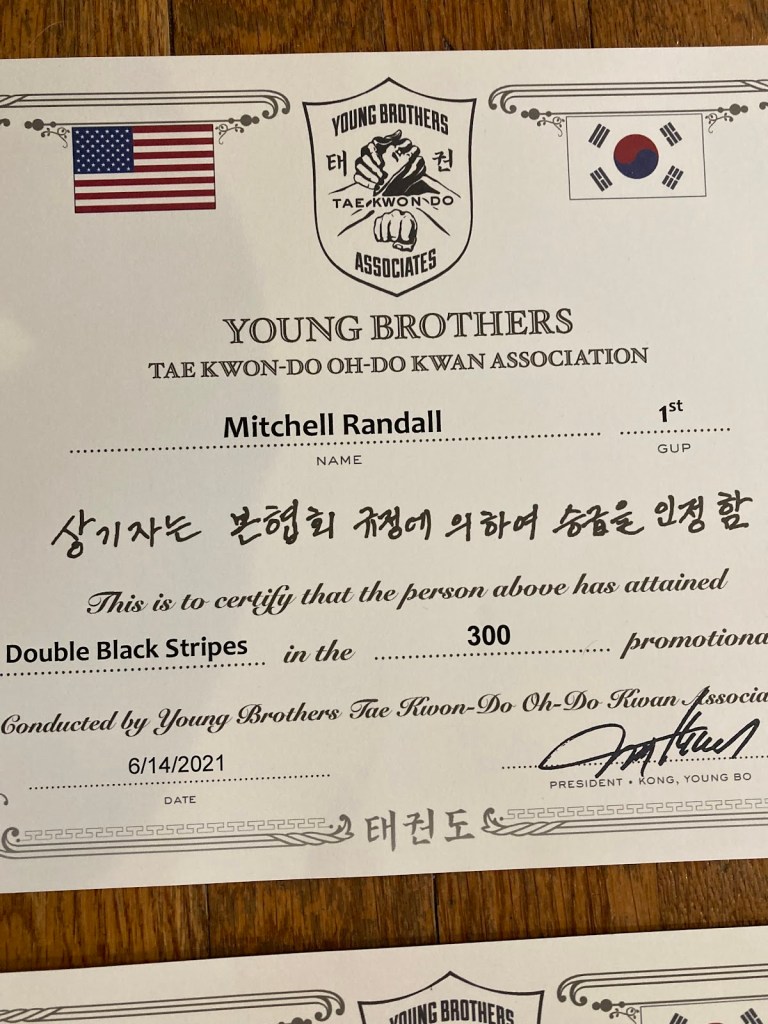 YOUNG BROTHERS
태 권
TAE KWON-DO
ASSOCIATES
YOUNG BROTHERS
TAE KWON-DO OH-DO KWAN ASSOCIATION
Mitchell Randall 1st
NAME GUP
상기자는 본협회 규정에 의하여 승급을 인정함
This is to certify that the person above has attained
Double Black Stripes in the 300 promotiona
Conducted by Young Brothers Tae Kwon-Do Oh-Do Kwan Associa
6/14/2021
DATE PRESIDENT • KONG, YOUNG BO
태권도
YOUNG BROTHERS